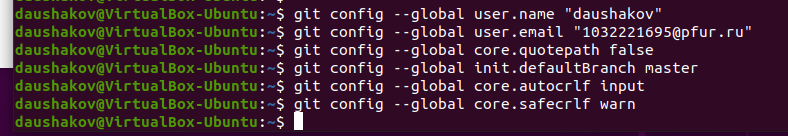 daushakov@VirtualBox-Ubuntu:~$ git config --global user.name "daushakov"
daushakov@VirtualBox-Ubuntu:~$ git config --global user.email "1032221695@pfur.ru"
daushakov@VirtualBox-Ubuntu:~$ git config --global core.quotepath false
daushakov@VirtualBox-Ubuntu:~$ git config --global init.defaultBranch master
daushakov@VirtualBox-Ubuntu:~$ git config --global core.autocrlf input
daushakov@VirtualBox-Ubuntu:~$ git config --global core.safecrlf warn
daushakov@VirtualBox-Ubuntu:~$